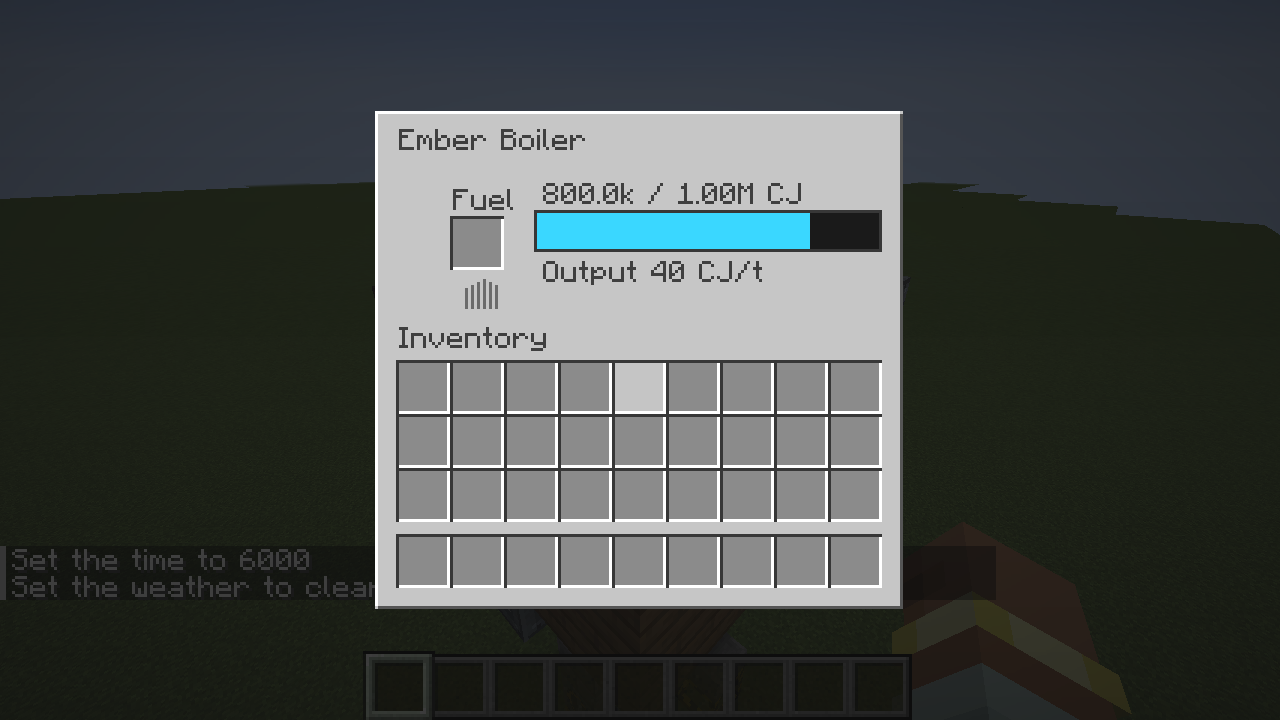 Ember Boiler
Fuel
800.0k / 1.00M CJ
Output 40 CJ/t
Inventory
Set the time to 6000
Set the weather to clear